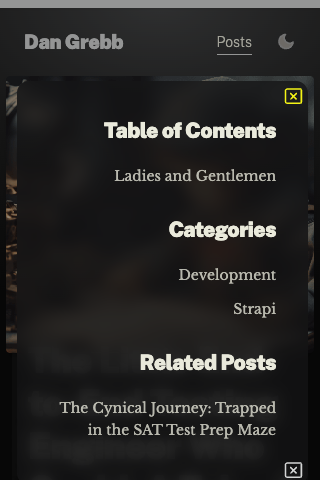 Dan Grebb
Posts
Table of Contents
Ladies and Gentlemen
Categories
Development
Strapi
Related Posts
The Cynical Journey: Trapped
in the SAT Test Prep Maze